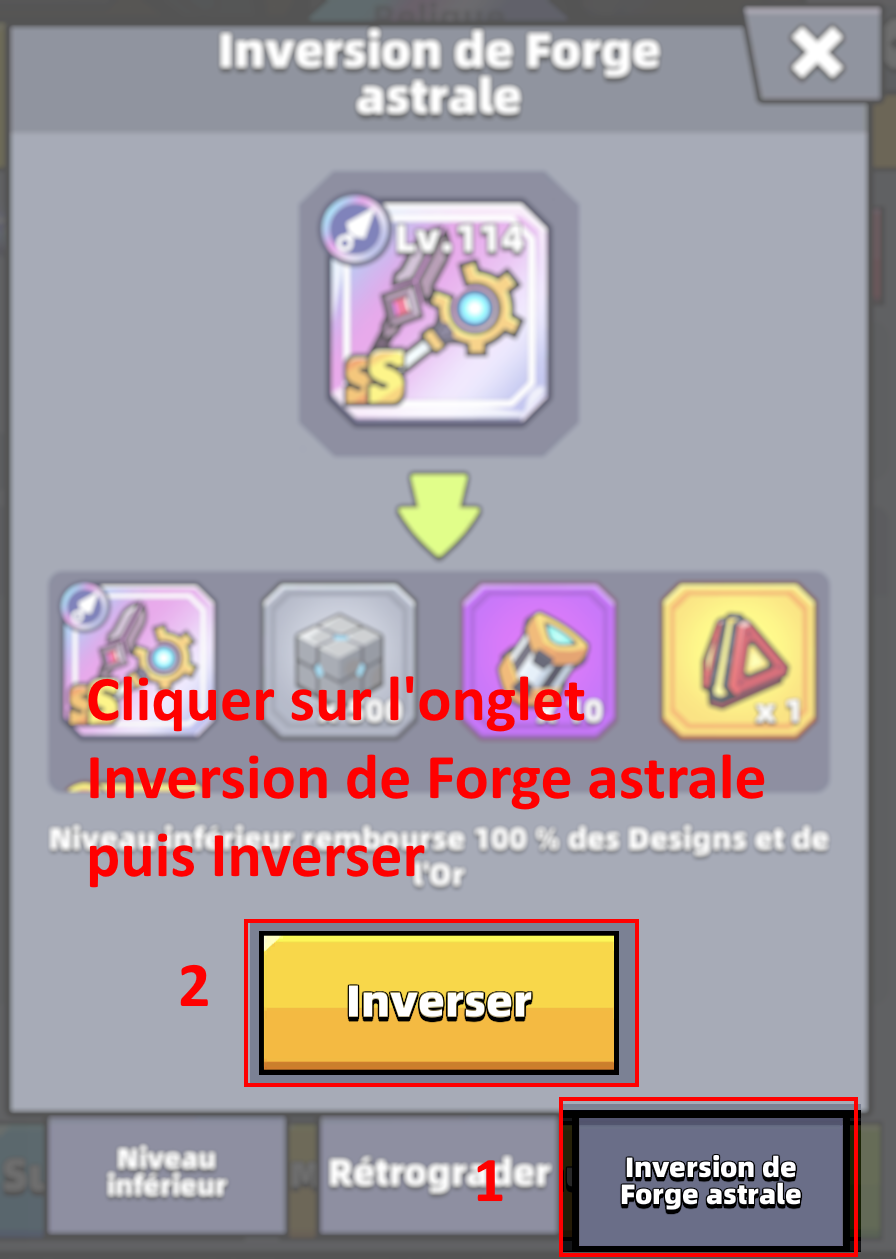 Relique
Inversion de Forge
astrale
Lv.114
SS
x 1
Cliquer sur l'onglet
Inversion de Forge astrale
puis Inverser
Niveau inférieur rembourse 100 % des Designs et de
l'Or
2
Inverser
Niveau
inférieur
Rétrograder
1
Inversion de
Forge astrale